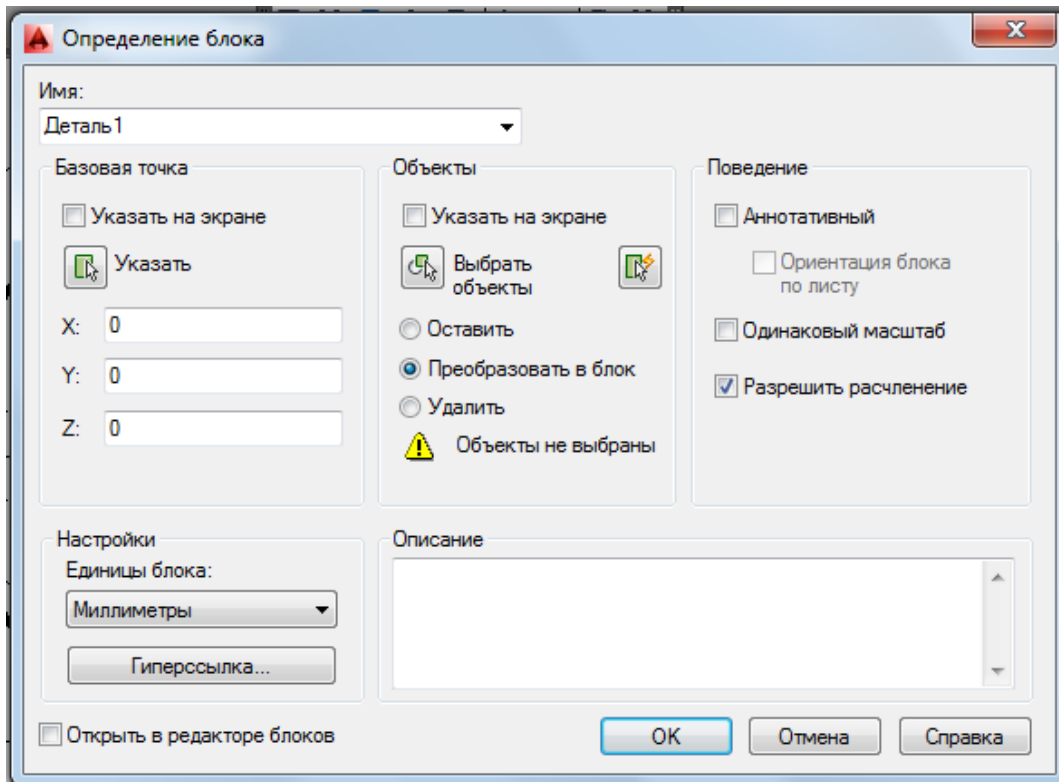 Определение блока
Имя:
Деталь1
Базовая точка
Указать на экране
Указать
X: 0
Y: 0
Z: 0
Объекты
Указать на экране
Выбрать
объекты
Оставить
Преобразовать в блок
Удалить
Объекты не выбраны
Поведение
Аннотативный
Ориентация блока
по листу
Одинаковый масштаб
Разрешить расчленение
Настройки
Единицы блока:
Миллиметры
Гиперссылка...
Описание
Открыть в редакторе блоков
OK
Отмена
Справка